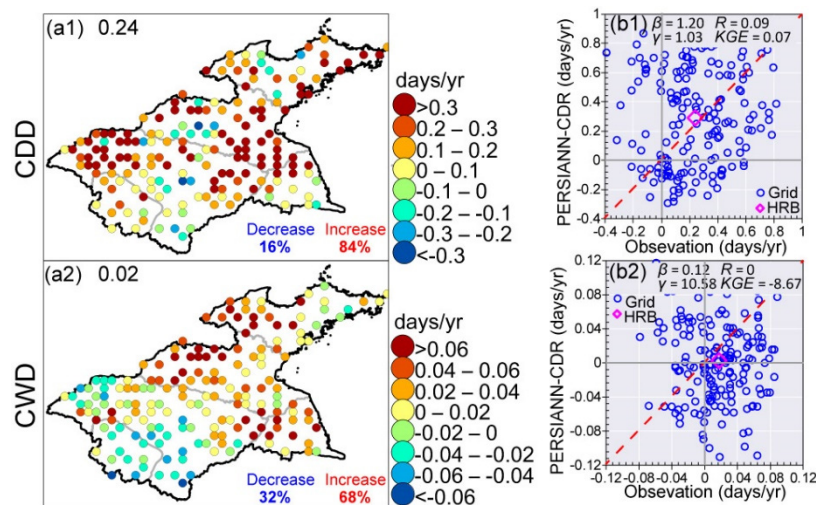 (a1) 0.24
CDD
Decrease Increase
16% 84%
days/yr
>0.3
0.2 – 0.3
0.1 – 0.2
0 – 0.1
-0.1 – 0
-0.2 – -0.1
-0.3 – -0.2
<-0.3
(b1) β = 1.20 R = 0.09
γ = 1.03 KGE = 0.07
PERSIANN-CDR (days/yr)
1
0.8
0.6
0.4
0.2
0
-0.2
-0.4
Grid
HRB
-0.4 -0.2 0 0.2 0.4 0.6 0.8 1
Obsevation (days/yr)
(a2) 0.02
CWD
Decrease Increase
32% 68%
days/yr
>0.06
0.04 – 0.06
0.02 – 0.04
0 – 0.02
-0.02 – 0
-0.04 – -0.02
-0.06 – -0.04
<-0.06
(b2) β = 0.12 R = 0
γ = 10.58 KGE = -8.67
Grid
HRB
PERSIANN-CDR (days/yr)
0.12
0.08
0.04
0
-0.04
-0.08
-0.12
-0.12 -0.08 -0.04 0 0.04 0.08 0.12
Obsevation (days/yr)